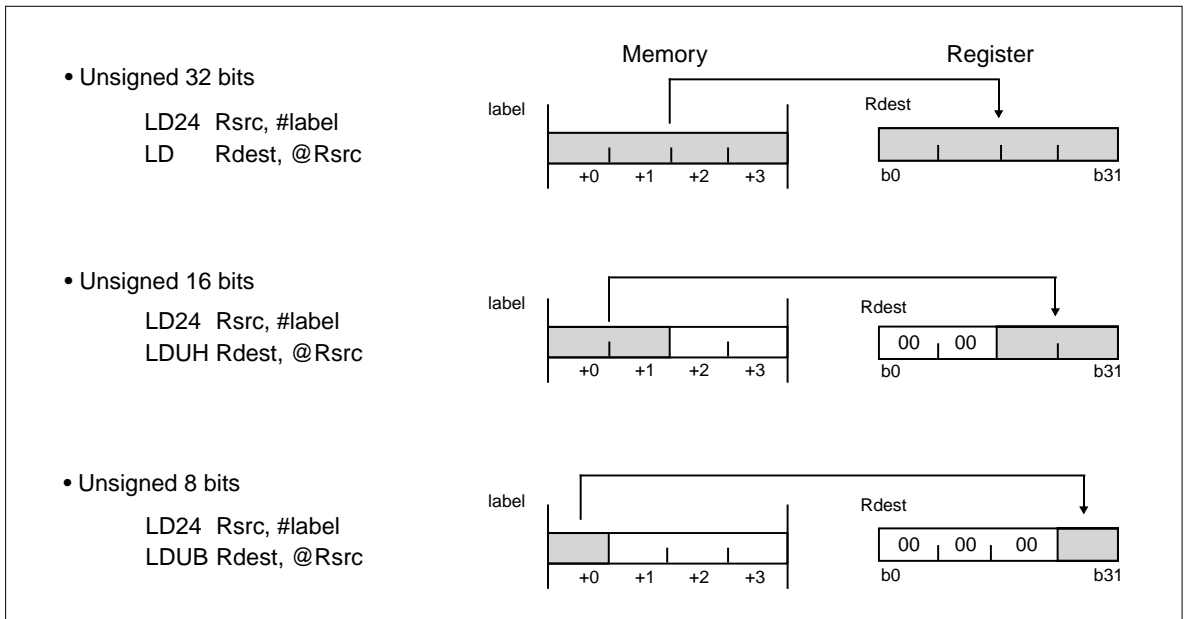 Memory Register
• Unsigned 32 bits
LD24 Rsrc, #label
LD Rdest, @Rsrc
label
+0 +1 +2 +3
Rdest
b0 b31
• Unsigned 16 bits
LD24 Rsrc, #label
LDUH Rdest, @Rsrc
label
+0 +1 +2 +3
Rdest
00 00
b0 b31
• Unsigned 8 bits
LD24 Rsrc, #label
LDUB Rdest, @Rsrc
label
+0 +1 +2 +3
Rdest
00 00 00
b0 b31